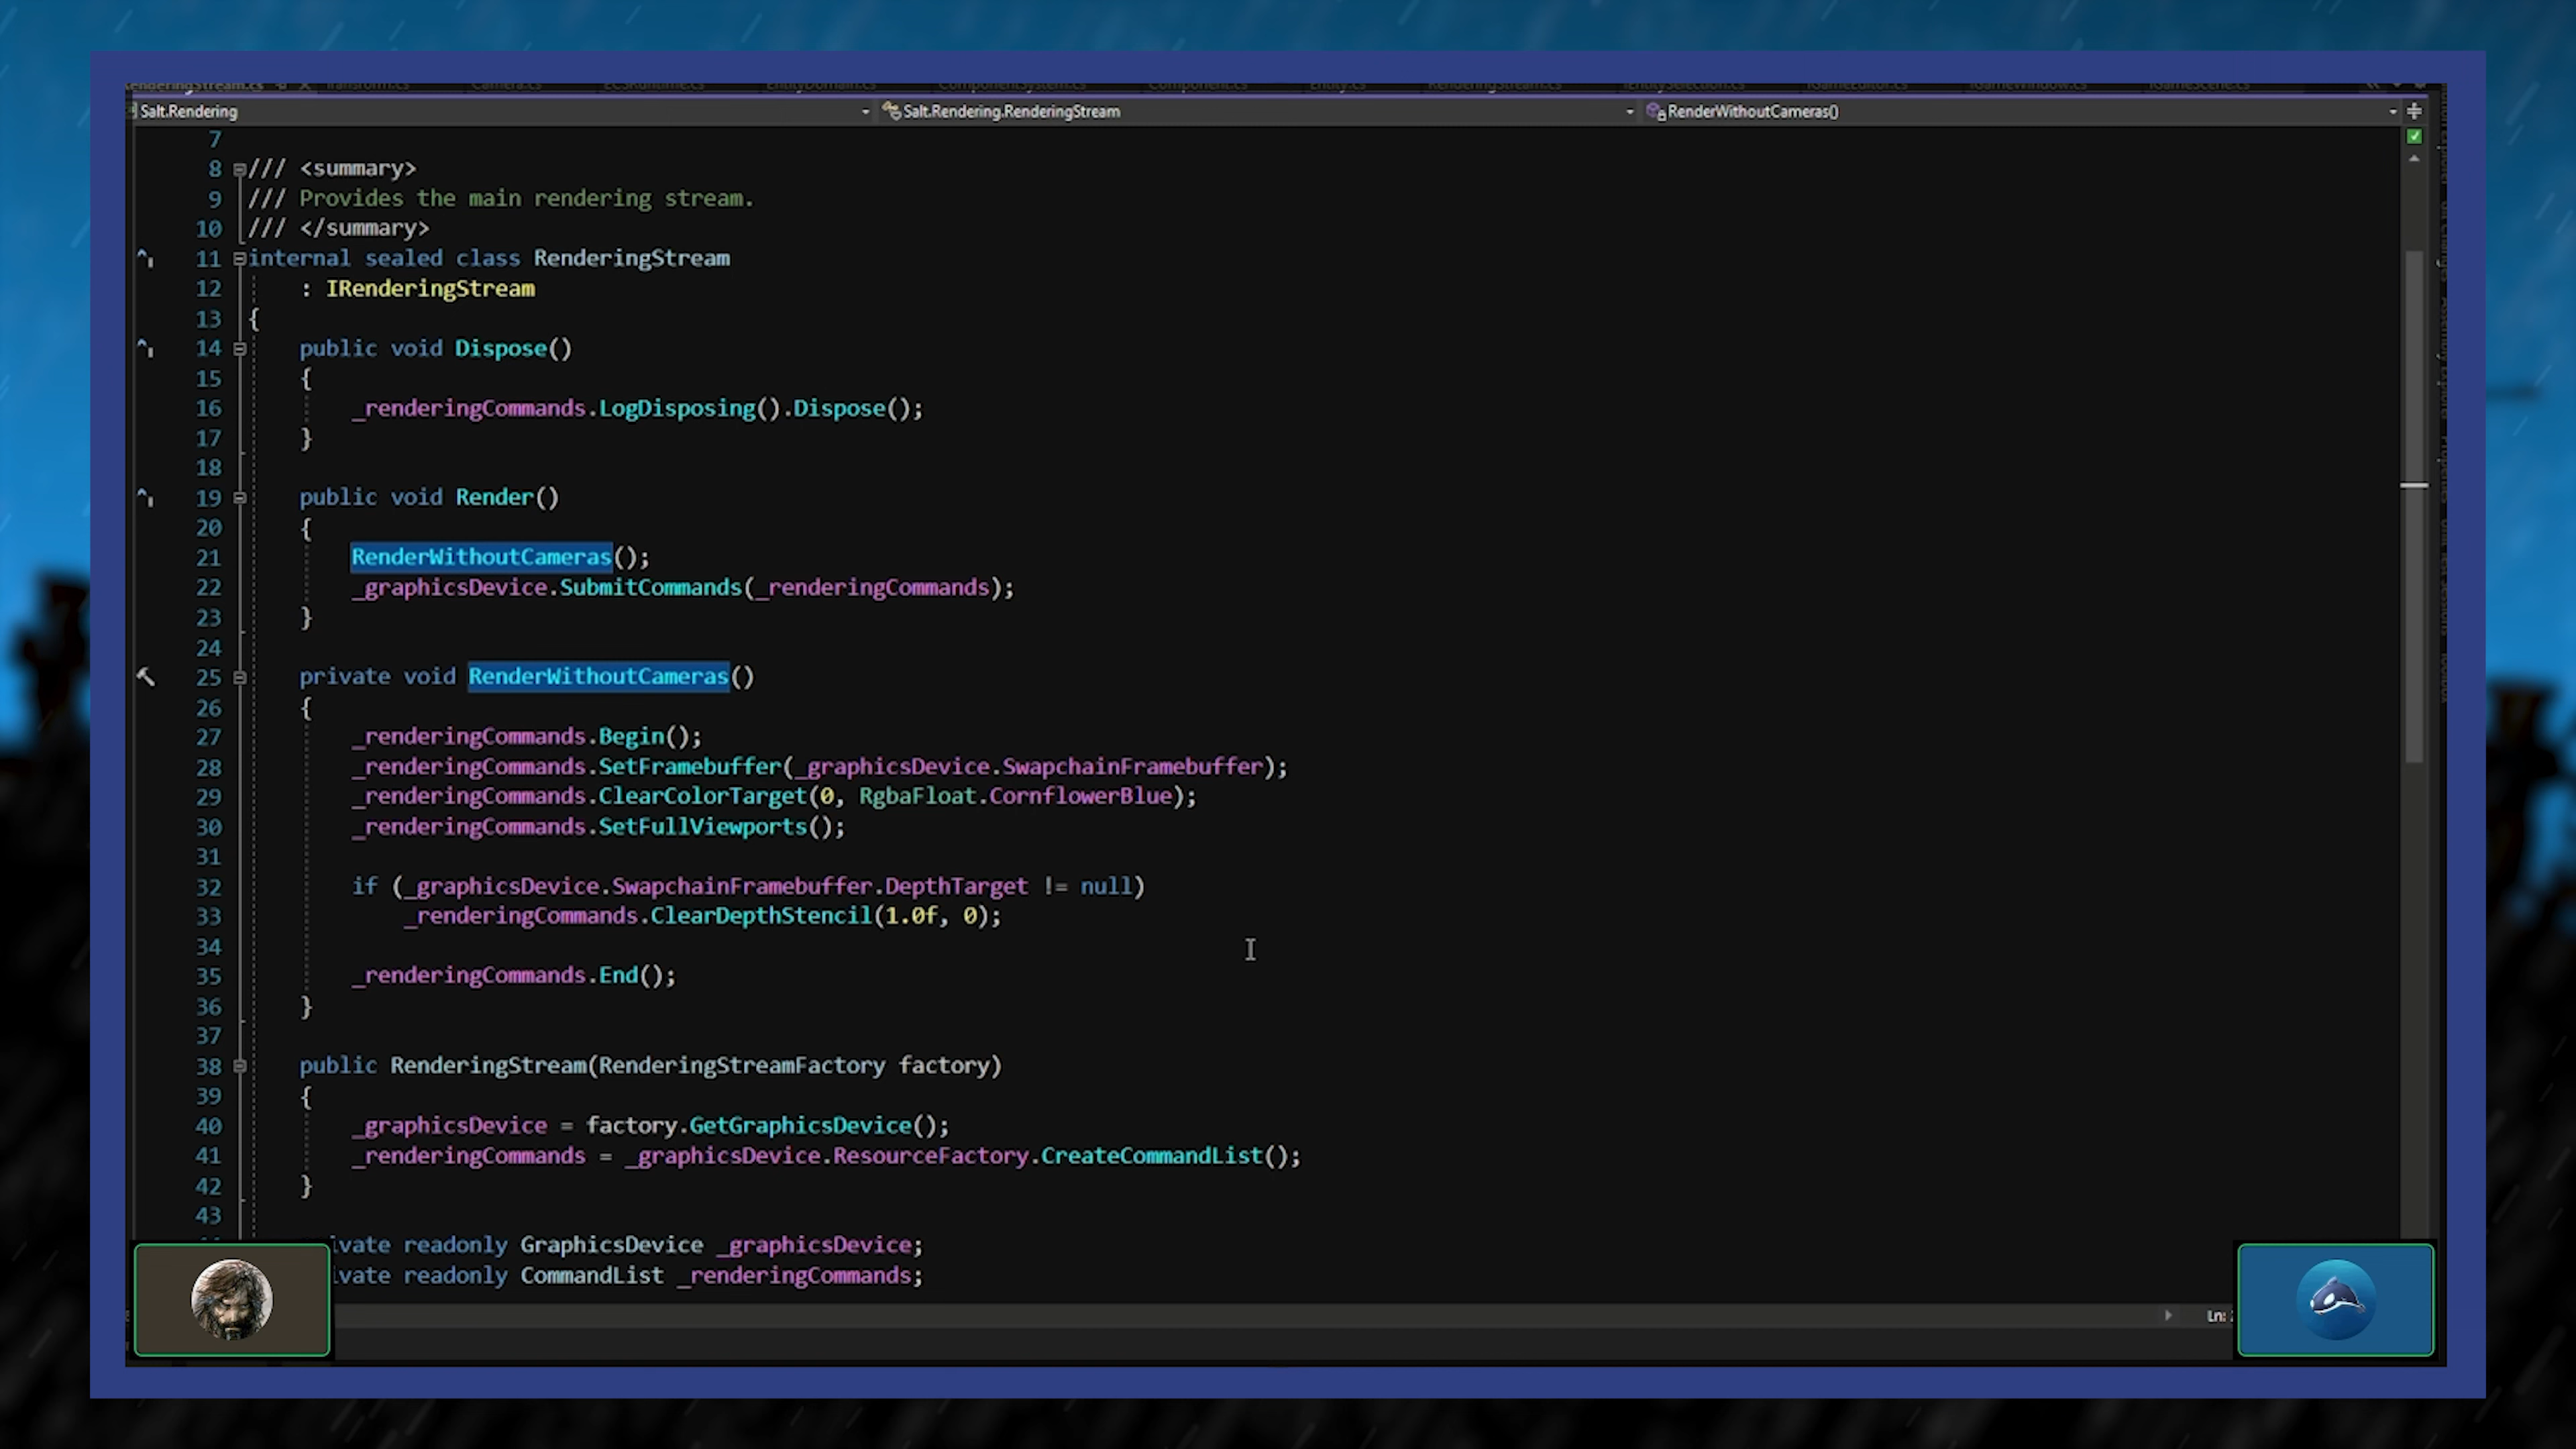 Salt.Rendering Salt.Rendering.RenderingStream RenderWithoutCameras()
7
8 /// <summary>
9 /// Provides the main rendering stream.
10 /// </summary>
11 internal sealed class RenderingStream
12 : IRenderingStream
13 {
14 public void Dispose()
15 {
16 _renderingCommands.LogDisposing().Dispose();
17 }
18
19 public void Render()
20 {
21 RenderWithoutCameras();
22 _graphicsDevice.SubmitCommands(_renderingCommands);
23 }
24
25 private void RenderWithoutCameras()
26 {
27 _renderingCommands.Begin();
28 _renderingCommands.SetFramebuffer(_graphicsDevice.SwapchainFramebuffer);
29 _renderingCommands.ClearColorTarget(0, RgbaFloat.CornflowerBlue);
30 _renderingCommands.SetFullViewports();
31
32 if (_graphicsDevice.SwapchainFramebuffer.DepthTarget != null)
33 _renderingCommands.ClearDepthStencil(1.0f, 0);
34
35 _renderingCommands.End();
36 }
37
38 public RenderingStream(RenderingStreamFactory factory)
39 {
40 _graphicsDevice = factory.GetGraphicsDevice();
41 _renderingCommands = _graphicsDevice.ResourceFactory.CreateCommandList();
42 }
43
ivate readonly GraphicsDevice _graphicsDevice;
ivate readonly CommandList _renderingCommands;
Ln: